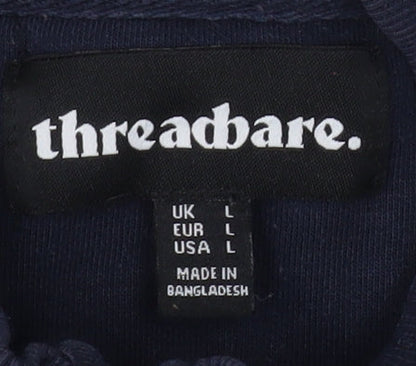 threadbare.
UK L
EUR L
USA L
MADE IN
BANGLADESH